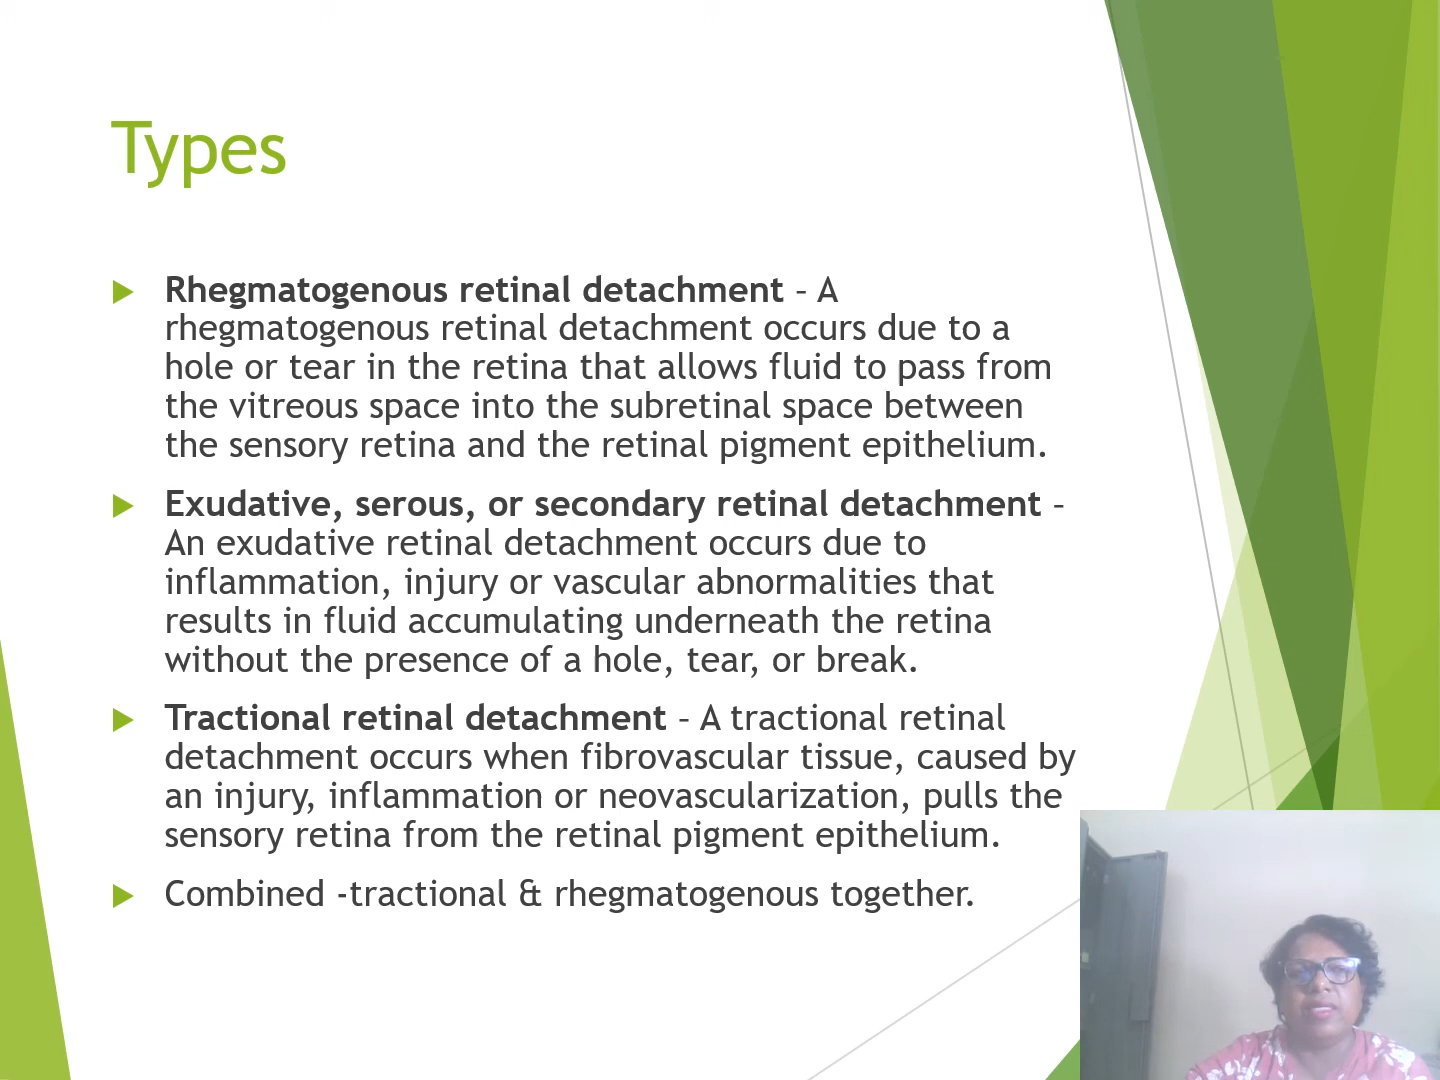 Types
Rhegmatogenous retinal detachment – A
rhegmatogenous retinal detachment occurs due to a
hole or tear in the retina that allows fluid to pass from
the vitreous space into the subretinal space between
the sensory retina and the retinal pigment epithelium.
Exudative, serous, or secondary retinal detachment –
An exudative retinal detachment occurs due to
inflammation, injury or vascular abnormalities that
results in fluid accumulating underneath the retina
without the presence of a hole, tear, or break.
Tractional retinal detachment – A tractional retinal
detachment occurs when fibrovascular tissue, caused by
an injury, inflammation or neovascularization, pulls the
sensory retina from the retinal pigment epithelium.
Combined -tractional & rhegmatogenous together.